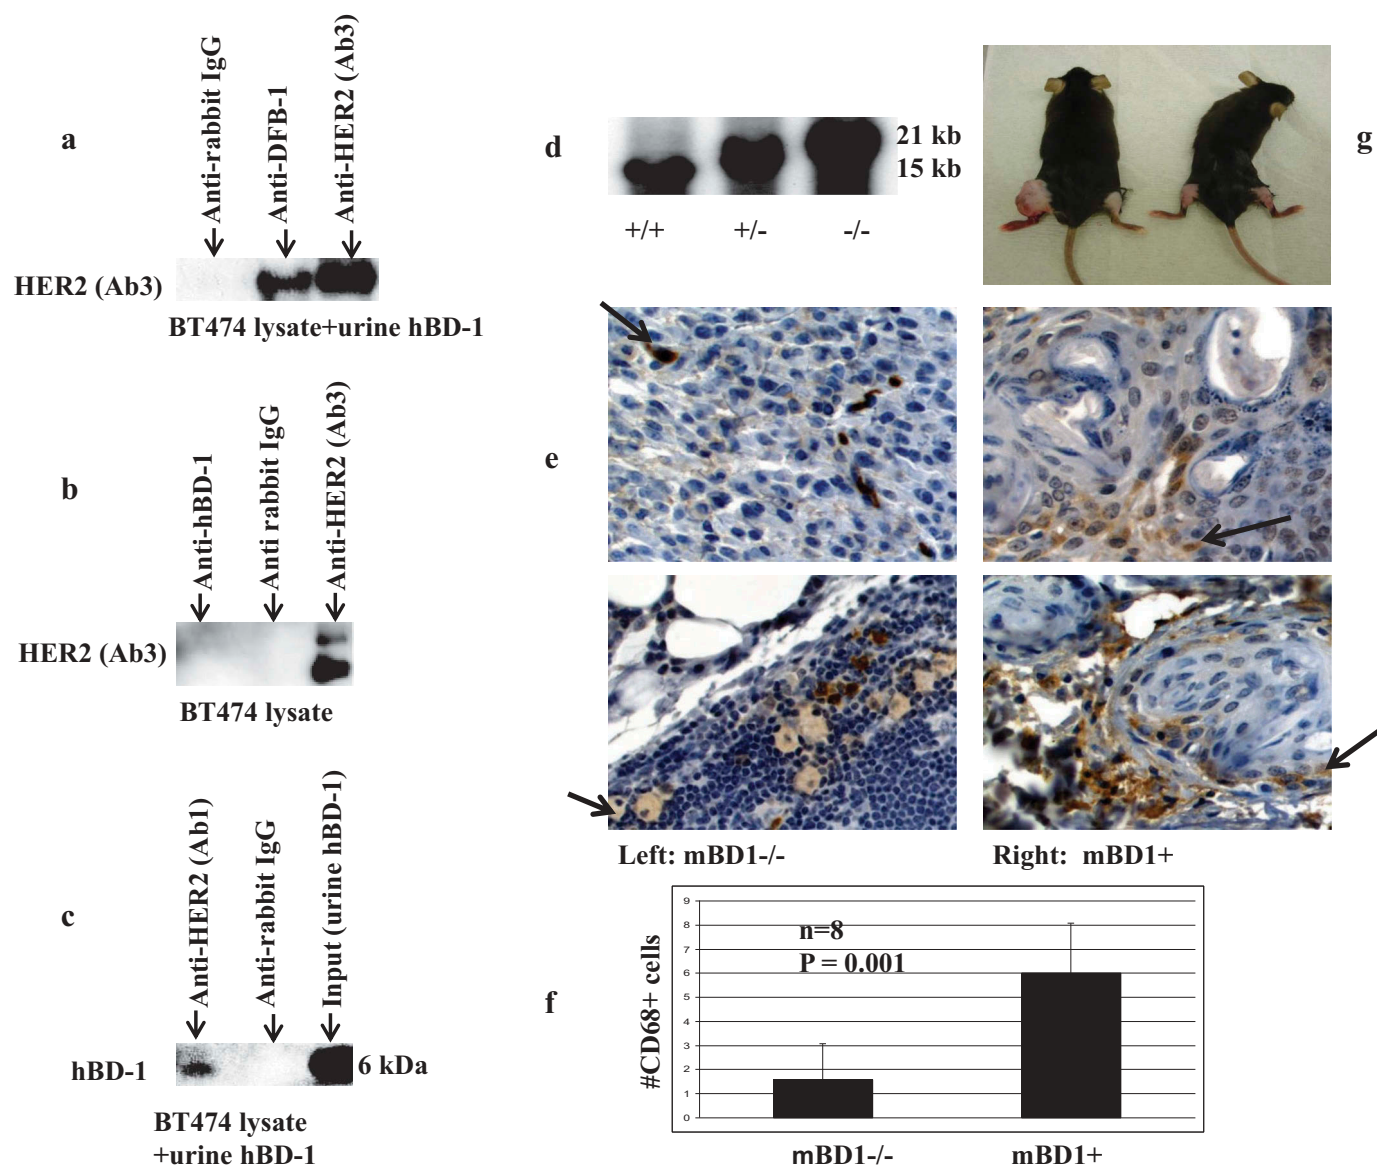 a
Anti-rabbit IgG
Anti-DFB-1
Anti-HER2 (Ab3)
HER2 (Ab3)
BT474 lysate+urine hBD-1
b
Anti-hBD-1
Anti rabbit IgG
Anti-HER2 (Ab3)
HER2 (Ab3)
BT474 lysate
c
Anti-HER2 (Ab1)
Anti-rabbit IgG
Input (urine hBD-1)
hBD-1
6 kDa
BT474 lysate
+urine hBD-1
d
21 kb
15 kb
+/+
+/-
-/-
g
e
Left: mBD1-/-
Right: mBD1+
f
#CD68+ cells
9
8
7
6
5
4
3
2
1
0
n=8
P = 0.001
mBD1-/-
mBD1+